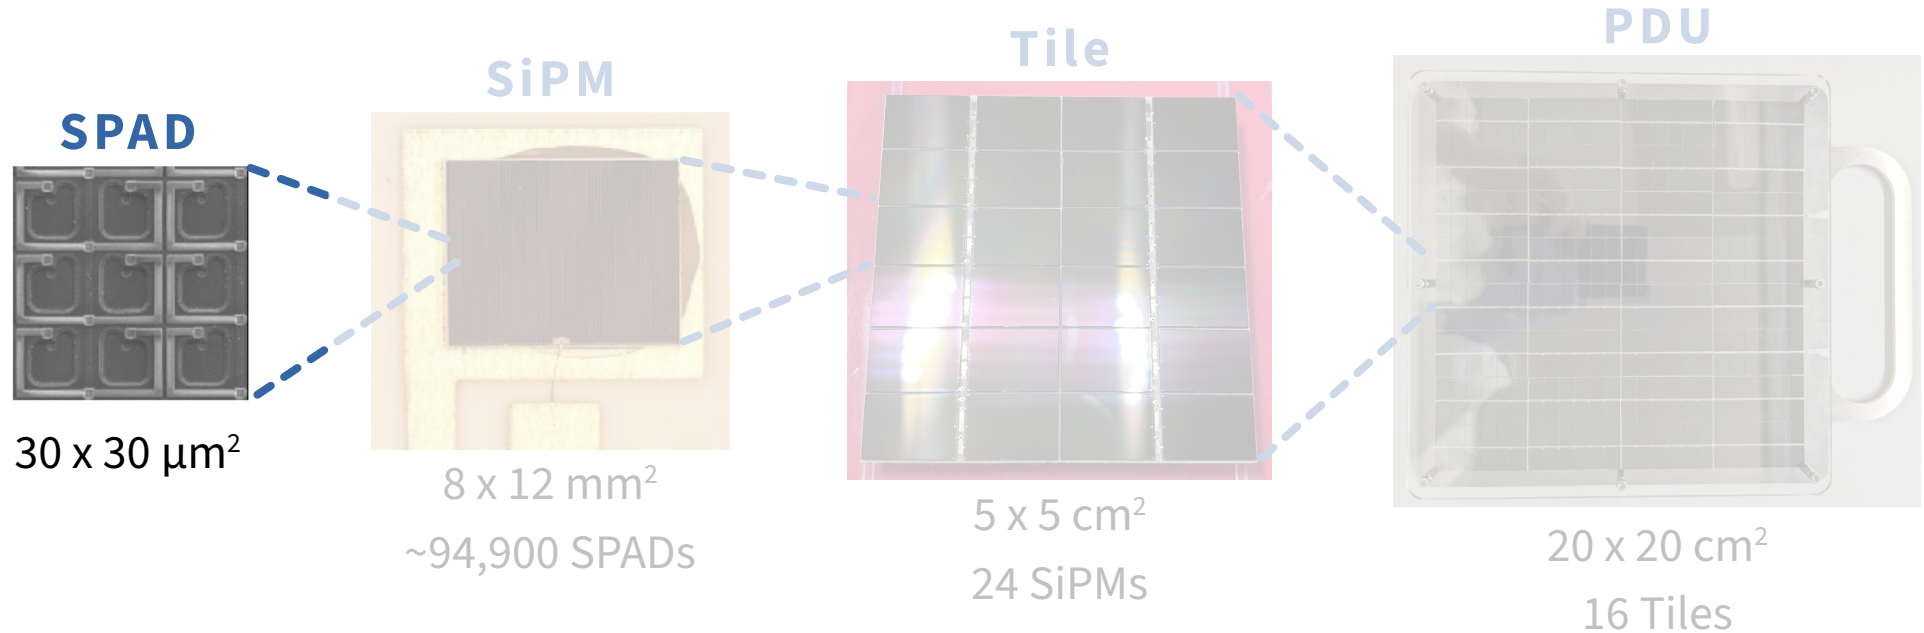 SPAD
30 x 30 μm²
SiPM
8 x 12 mm²
~94,900 SPADs
Tile
5 x 5 cm²
24 SiPMs
PDU
20 x 20 cm²
16 Tiles